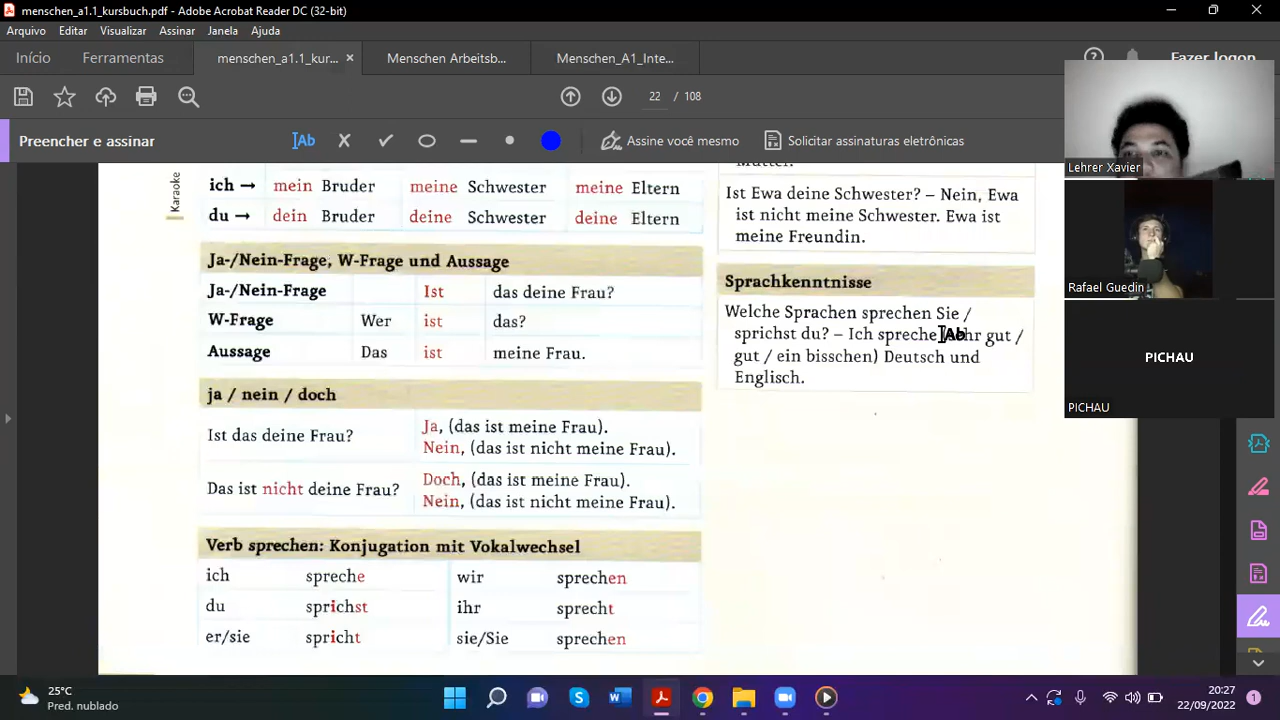 menschen_a1.1_kursbuch.pdf - Adobe Acrobat Reader DC (32-bit)
Arquivo Editar Visualizar Assinar Janela Ajuda
Início Ferramentas menschen_a1.1_kur... × Menschen Arbeitsb... Menschen_A1_Inte... Fazer logon
22 / 108
Preencher e assinar Ab Assine você mesmo Solicitar assinaturas eletrônicas
Karaoke
ich → mein Bruder meine Schwester meine Eltern
du → dein Bruder deine Schwester deine Eltern
Ja-/Nein-Frage, W-Frage und Aussage
Ja-/Nein-Frage Ist das deine Frau?
W-Frage Wer ist das?
Aussage Das ist meine Frau.
ja / nein / doch
Ist das deine Frau? Ja, (das ist meine Frau).
Nein, (das ist nicht meine Frau).
Das ist nicht deine Frau? Doch, (das ist meine Frau).
Nein, (das ist nicht meine Frau).
Verb sprechen: Konjugation mit Vokalwechsel
ich spreche wir sprechen
du sprichst ihr sprecht
er/sie spricht sie/Sie sprechen
Mutter.
Ist Ewa deine Schwester? – Nein, Ewa
ist nicht meine Schwester. Ewa ist
meine Freundin.
Sprachkenntnisse
Welche Sprachen sprechen Sie /
sprichst du? – Ich spreche Ab gut /
gut / ein bisschen) Deutsch und
Englisch.
Lehrer Xavier
Rafael Guedin
PICHAU
PICHAU
25°C
Pred. nublado
20:27
22/09/2022
1